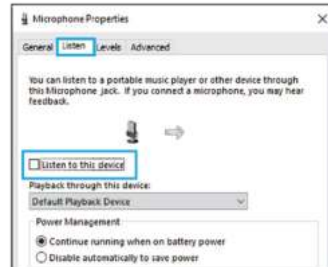 Microphone Properties
General Listen Levels Advanced
You can listen to a portable music player or other device through
this Microphone jack. If you connect a microphone, you may hear
feedback.
Listen to this device
Playback through this device:
Default Playback Device
Power Management
Continue running when on battery power
Disable automatically to save power